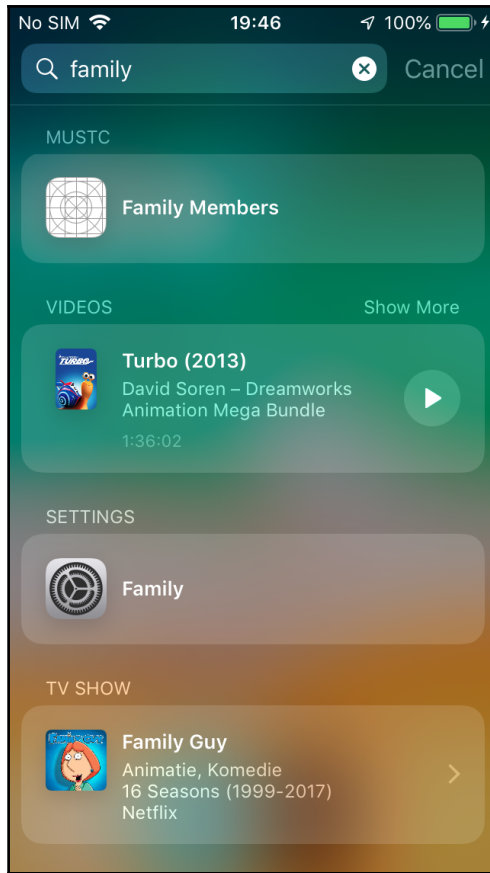 No SIM 19:46 100%
family Cancel
MUSTC
Family Members
VIDEOS Show More
TURBO
Turbo (2013)
David Soren – Dreamworks
Animation Mega Bundle
1:36:02
SETTINGS
Family
TV SHOW
Family Guy
Animatie, Komedie
16 Seasons (1999-2017)
Netflix